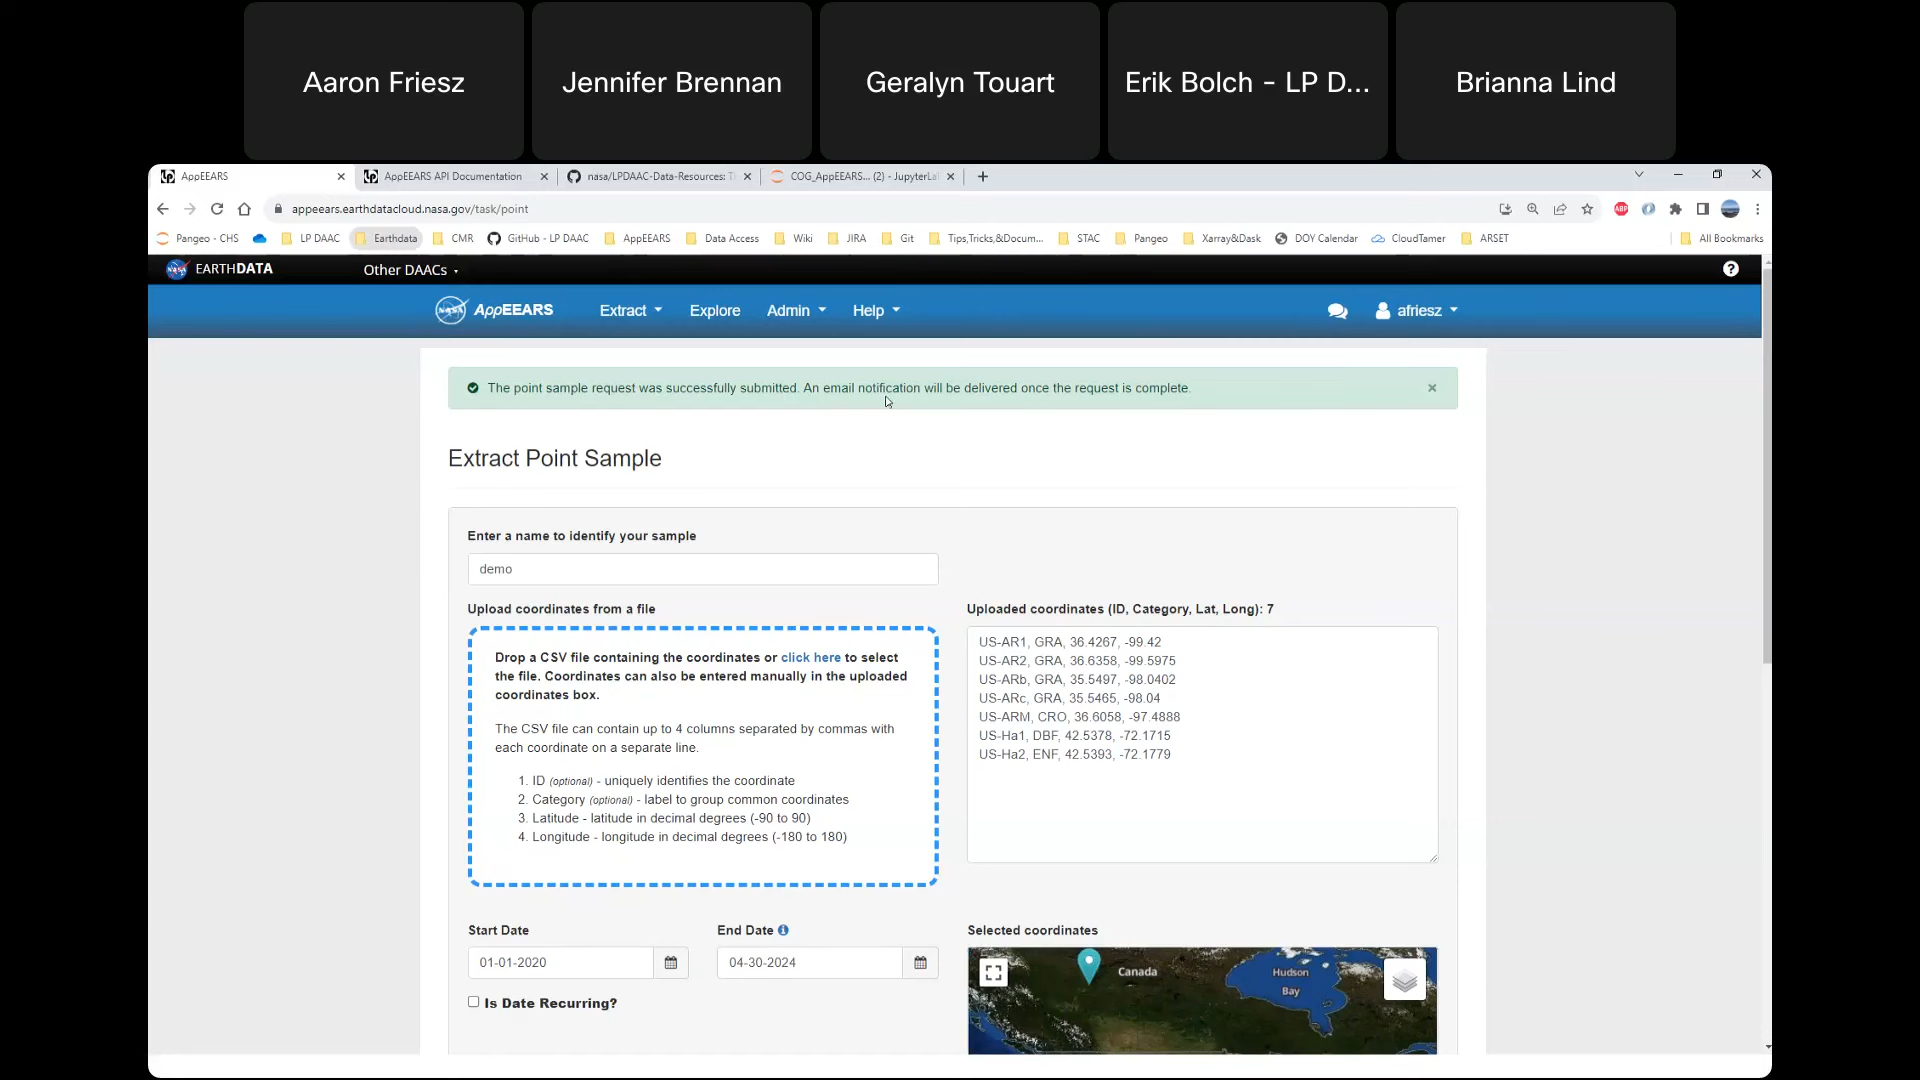 Aaron Friesz
Jennifer Brennan
Geralyn Touart
Erik Bolch - LP D...
Brianna Lind
AppEEARS
AppEEARS API Documentation
nasa/LPDAAC-Data-Resources: T
COG_AppEEARS... (2) - JupyterLa
appeears.earthdatacloud.nasa.gov/task/point
ABP
Pangeo - CHS
LP DAAC
Earthdata
CMR
GitHub - LP DAAC
AppEEARS
Data Access
Wiki
JIRA
Git
Tips,Tricks,&Docum...
STAC
Pangeo
Xarray&Dask
DOY Calendar
CloudTamer
ARSET
All Bookmarks
NASA
EARTHDATA
Other DAACs
?
NASA
AppEEARS
Extract
Explore
Admin
Help
afriesz
The point sample request was successfully submitted. An email notification will be delivered once the request is complete.
Extract Point Sample
Enter a name to identify your sample
demo
Upload coordinates from a file
Drop a CSV file containing the coordinates or click here to select
the file. Coordinates can also be entered manually in the uploaded
coordinates box.
The CSV file can contain up to 4 columns separated by commas with
each coordinate on a separate line.
1. ID (optional) - uniquely identifies the coordinate
2. Category (optional) - label to group common coordinates
3. Latitude - latitude in decimal degrees (-90 to 90)
4. Longitude - longitude in decimal degrees (-180 to 180)
Uploaded coordinates (ID, Category, Lat, Long): 7
US-AR1, GRA, 36.4267, -99.42
US-AR2, GRA, 36.6358, -99.5975
US-ARb, GRA, 35.5497, -98.0402
US-ARc, GRA, 35.5465, -98.04
US-ARM, CRO, 36.6058, -97.4888
US-Ha1, DBF, 42.5378, -72.1715
US-Ha2, ENF, 42.5393, -72.1779
Start Date
01-01-2020
End Date
04-30-2024
Is Date Recurring?
Selected coordinates
Canada
Hudson
Bay